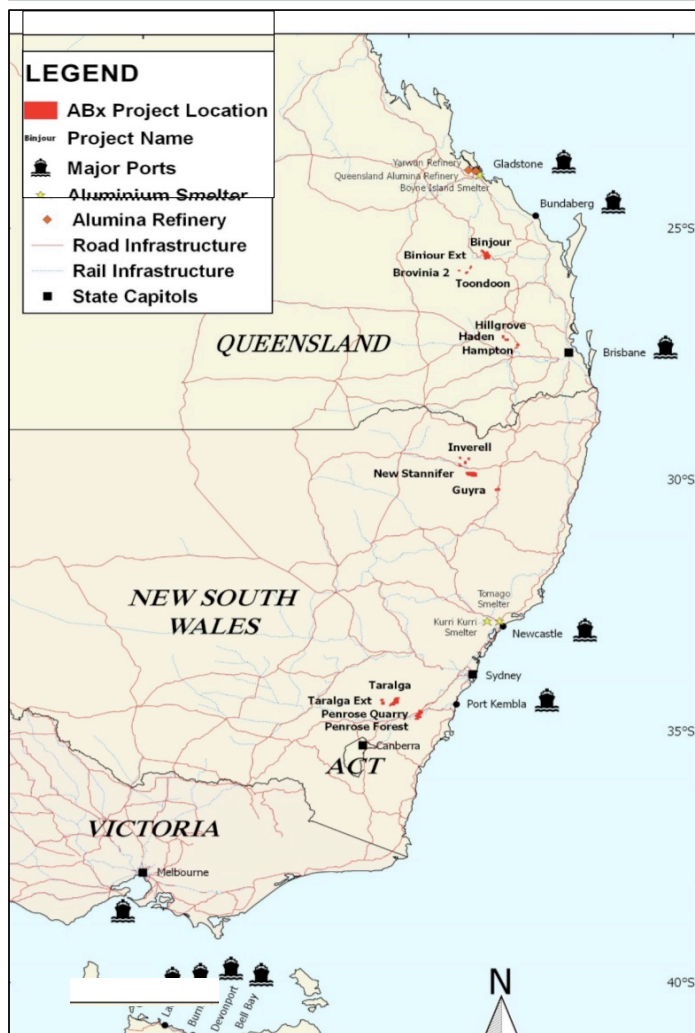 LEGEND
ABx Project Location
Binjour Project Name
Major Ports
Aluminium Smelter
Alumina Refinery
Road Infrastructure
Rail Infrastructure
State Capitols
Yarwun Refinery
Queensland Alumina Refinery
Boyne Island Smelter
Gladstone
Bundaberg
25°S
Binjour
Binjour Ext
Brovinia 2
Toondoon
Hillgrove
Haden
Hampton
QUEENSLAND
Brisbane
Inverell
New Stannifer
Guyra
30°S
NEW SOUTH
WALES
Tomago
Smelter
Kurri Kurri
Smelter
Newcastle
Sydney
Taralga
Taralga Ext
Penrose Quarry
Penrose Forest
Port Kembla
35°S
Canberra
ACT
VICTORIA
Melbourne
Devonport
Bell Bay
N
40°S